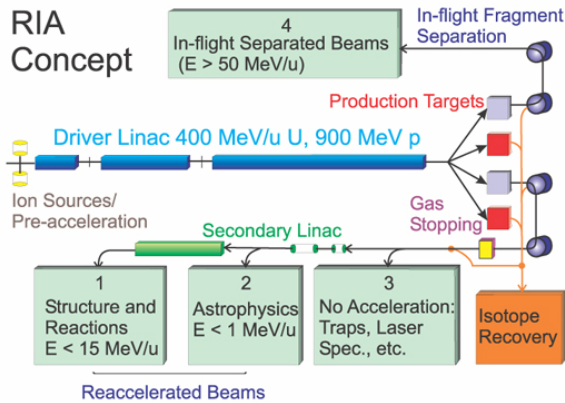 RIA
Concept
4
In-flight Separated Beams
(E > 50 MeV/u)
In-flight Fragment
Separation
Production Targets
Driver Linac 400 MeV/u U, 900 MeV p
Ion Sources/
Pre-acceleration
Gas
Stopping
Secondary Linac
1
Structure and
Reactions
E < 15 MeV/u
2
Astrophysics
E < 1 MeV/u
3
No Acceleration:
Traps, Laser
Spec., etc.
Isotope
Recovery
Reaccelerated Beams